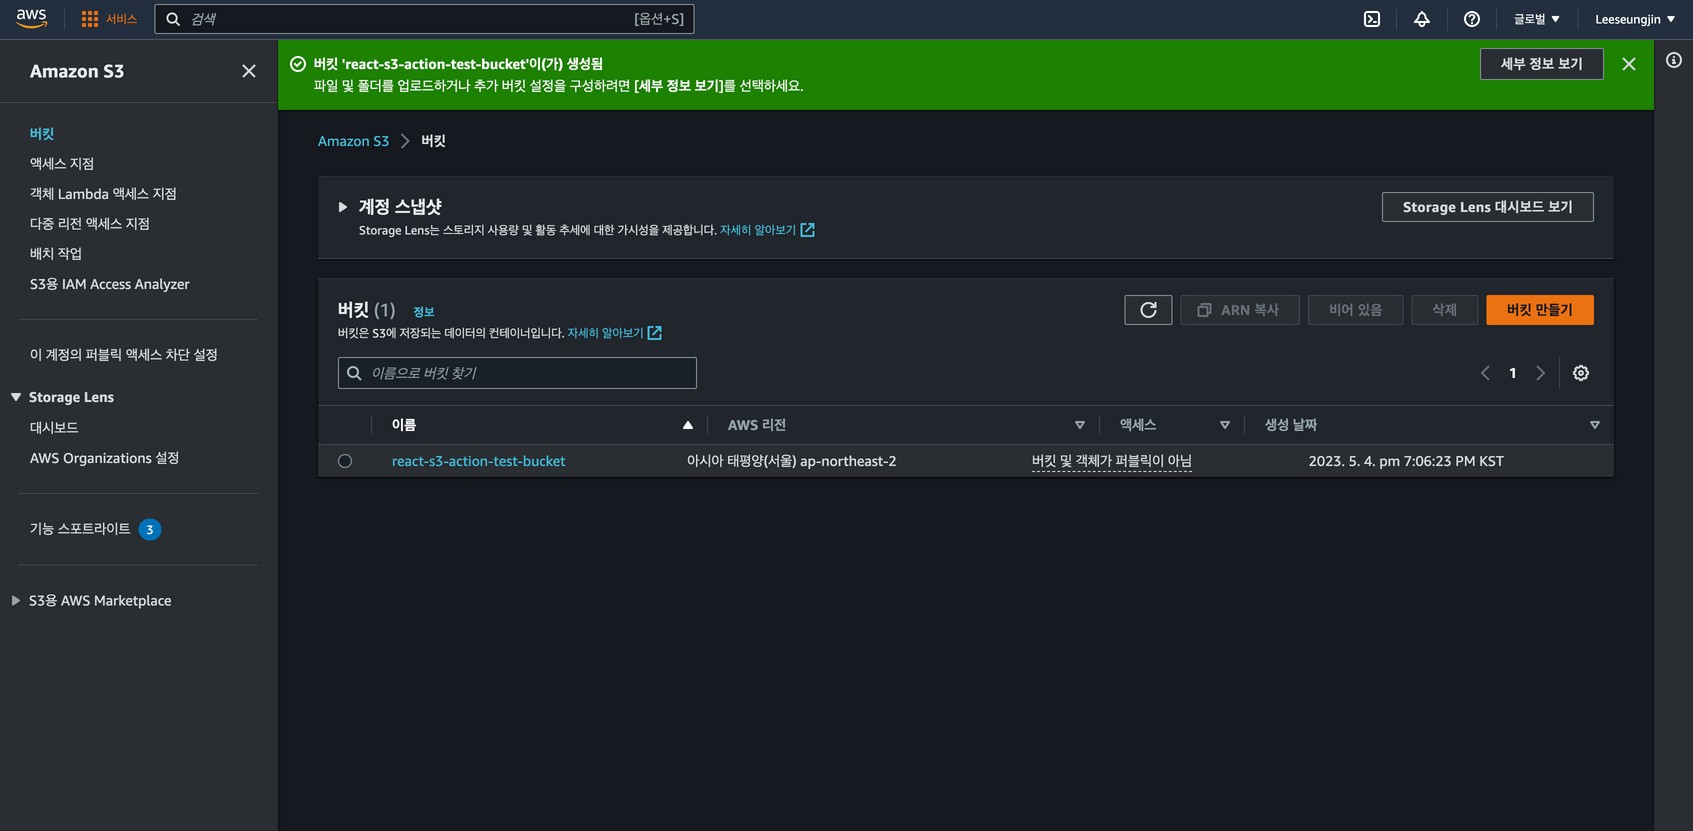 aws
서비스
검색
[옵션+S]
글로벌
Leeseungjin
Amazon S3
버킷
액세스 지점
객체 Lambda 액세스 지점
다중 리전 액세스 지점
배치 작업
S3용 IAM Access Analyzer
이 계정의 퍼블릭 액세스 차단 설정
Storage Lens
대시보드
AWS Organizations 설정
기능 스포트라이트 3
S3용 AWS Marketplace
버킷 'react-s3-action-test-bucket'이(가) 생성됨
파일 및 폴더를 업로드하거나 추가 버킷 설정을 구성하려면 [세부 정보 보기]를 선택하세요.
세부 정보 보기
Amazon S3 > 버킷
계정 스냅샷
Storage Lens는 스토리지 사용량 및 활동 추세에 대한 가시성을 제공합니다. 자세히 알아보기
Storage Lens 대시보드 보기
버킷 (1) 정보
버킷은 S3에 저장되는 데이터의 컨테이너입니다. 자세히 알아보기
ARN 복사
비어 있음
삭제
버킷 만들기
이름으로 버킷 찾기
1
이름 AWS 리전 액세스 생성 날짜
react-s3-action-test-bucket 아시아 태평양(서울) ap-northeast-2 버킷 및 객체가 퍼블릭이 아님 2023. 5. 4. pm 7:06:23 PM KST